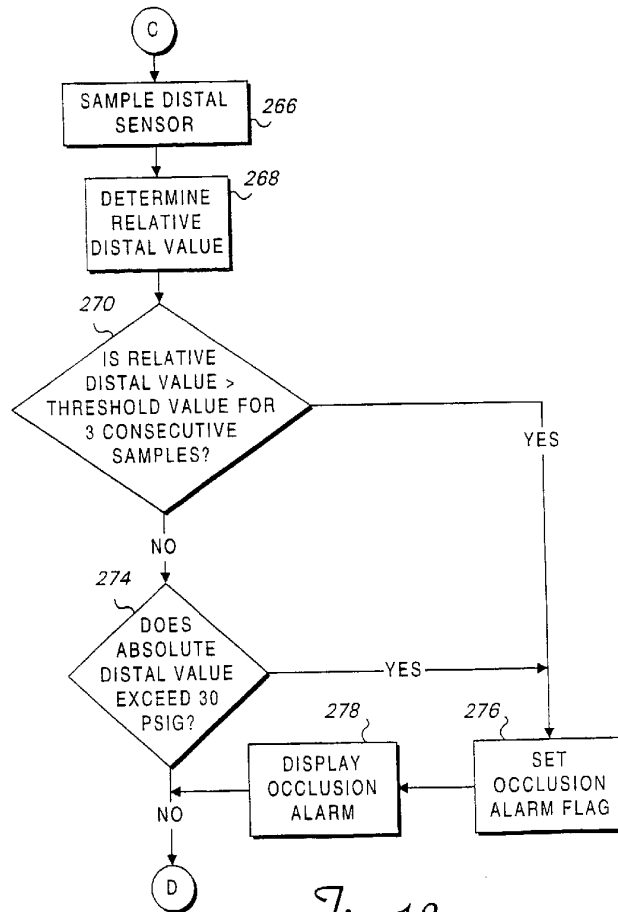 C
SAMPLE DISTAL
SENSOR
266
268
DETERMINE
RELATIVE
DISTAL VALUE
270
IS RELATIVE
DISTAL VALUE >
THRESHOLD VALUE FOR
3 CONSECUTIVE
SAMPLES?
YES
NO
274
DOES
ABSOLUTE
DISTAL VALUE
EXCEED 30
PSIG?
YES
278
276
DISPLAY
OCCLUSION
ALARM
SET
OCCLUSION
ALARM FLAG
NO
D